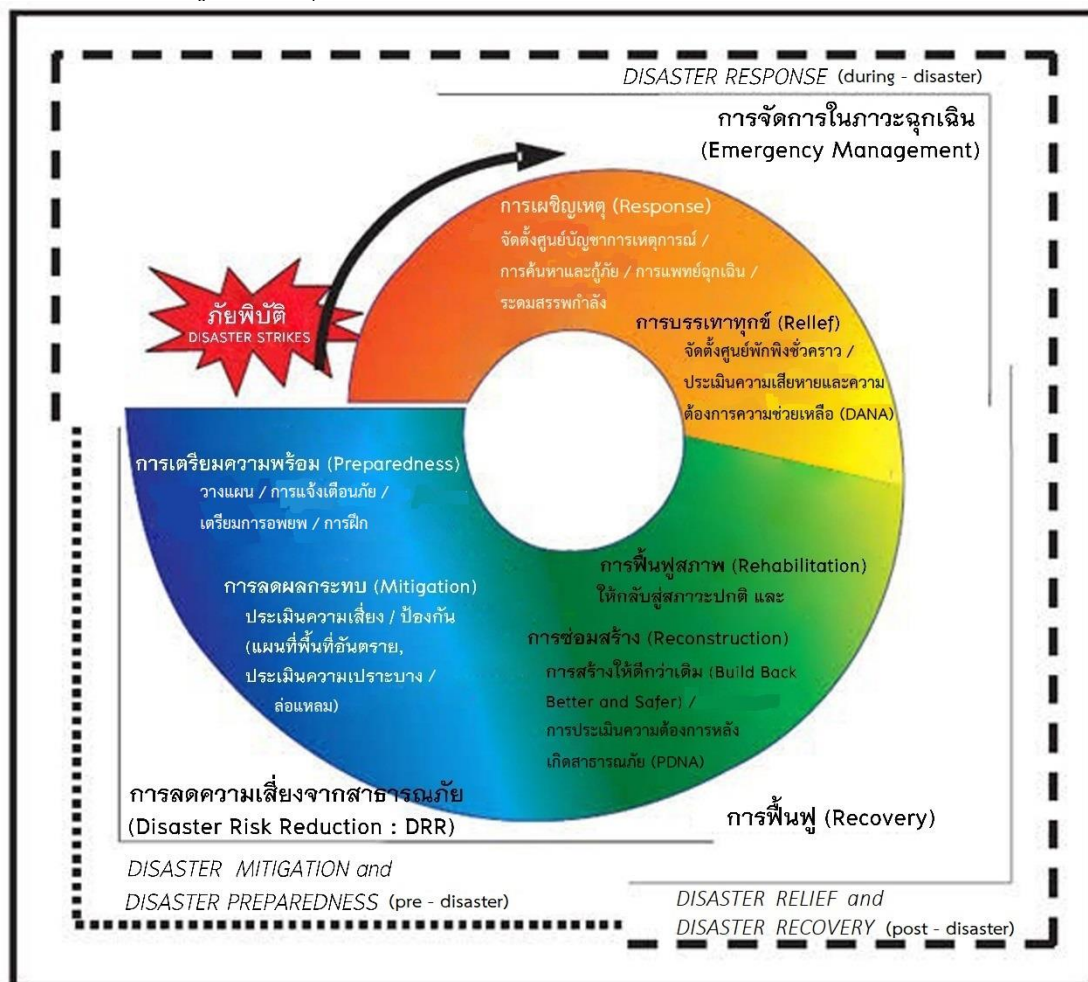 DISASTER RESPONSE (during - disaster)
การจัดการในภาวะฉุกเฉิน
(Emergency Management)
การเผชิญเหตุ (Response)
จัดตั้งศูนย์บัญชาการเหตุการณ์ /
การค้นหาและกู้ภัย / การแพทย์ฉุกเฉิน /
ระดมสรรพกำลัง
ภัยพิบัติ
DISASTER STRIKES
การบรรเทาทุกข์ (Rellef)
จัดตั้งศูนย์พักพิงชั่วคราว /
ประเมินความเสียหายและความ
ต้องการความช่วยเหลือ (DANA)
การเตรียมความพร้อม (Preparedness)
วางแผน / การแจ้งเตือนภัย /
เตรียมการอพยพ / การฝึก
การลดผลกระทบ (Mitigation)
ประเมินความเสี่ยง / ป้องกัน
(แผนที่พื้นที่อันตราย,
ประเมินความเปราะบาง /
ล่อแหลม)
การฟื้นฟูสภาพ (Rehabilitation)
ให้กลับสู่สภาวะปกติ และ
การซ่อมสร้าง (Reconstruction)
การสร้างให้ดีกว่าเดิม (Build Back
Better and Safer) /
การประเมินความต้องการหลัง
เกิดสาธารณภัย (PDNA)
การลดความเสี่ยงจากสาธารณภัย
(Disaster Risk Reduction : DRR)
การฟื้นฟู (Recovery)
DISASTER MITIGATION and
DISASTER PREPAREDNESS (pre - disaster)
DISASTER RELIEF and
DISASTER RECOVERY (post - disaster)